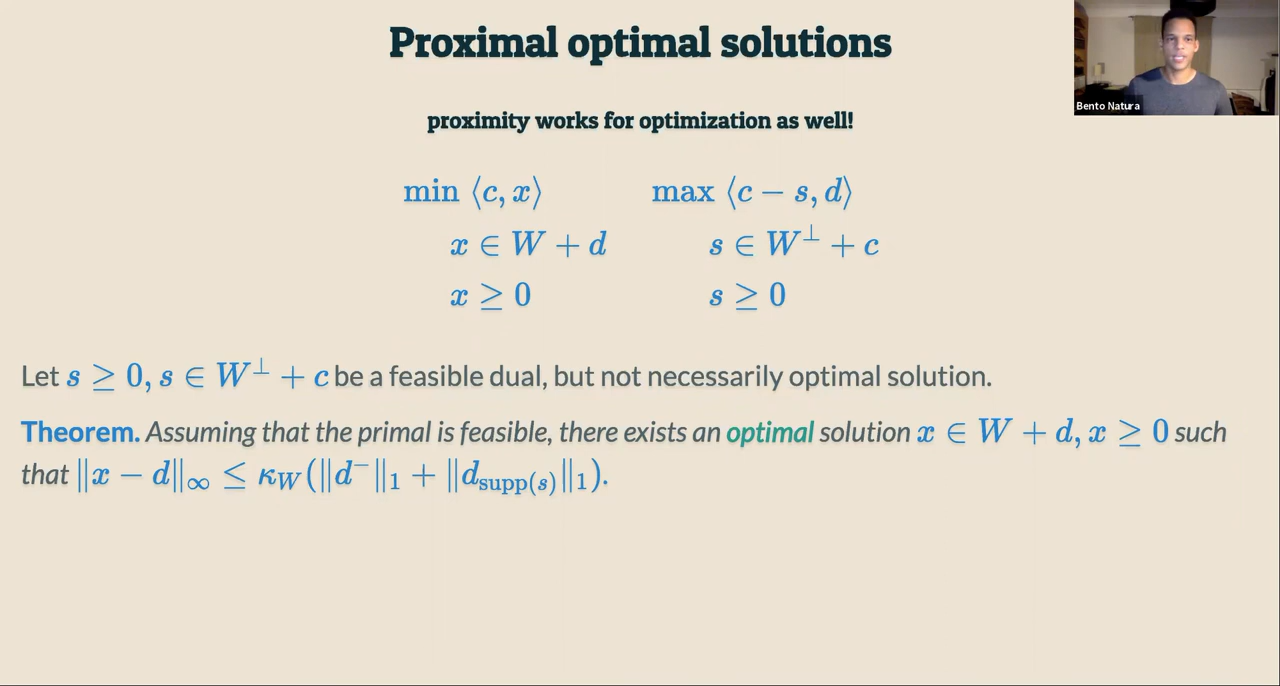 Proximal optimal solutions
Bento Natura
proximity works for optimization as well!
min ⟨c, x⟩ max ⟨c − s, d⟩
x ∈ W + d s ∈ W⊥ + c
x ≥ 0 s ≥ 0
Let s ≥ 0, s ∈ W⊥ + c be a feasible dual, but not necessarily optimal solution.
Theorem. Assuming that the primal is feasible, there exists an optimal solution x ∈ W + d, x ≥ 0 such
that ‖x − d‖∞ ≤ κ_W(‖d⁻‖₁ + ‖d_supp(s)‖₁).